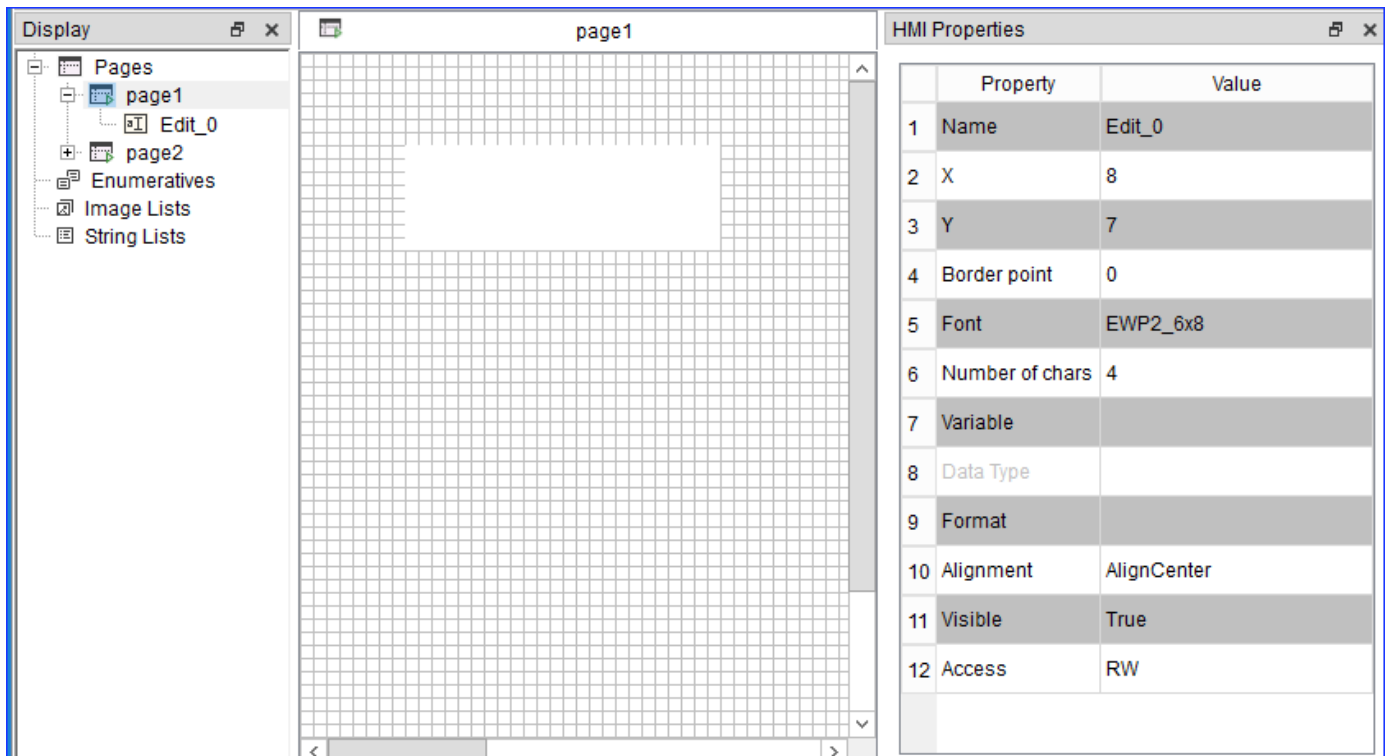 Display
Pages
page1
Edit_0
page2
Enumeratives
Image Lists
String Lists
page1
HMI Properties
Property Value
1 Name Edit_0
2 X 8
3 Y 7
4 Border point 0
5 Font EWP2_6x8
6 Number of chars 4
7 Variable
8 Data Type
9 Format
10 Alignment AlignCenter
11 Visible True
12 Access RW